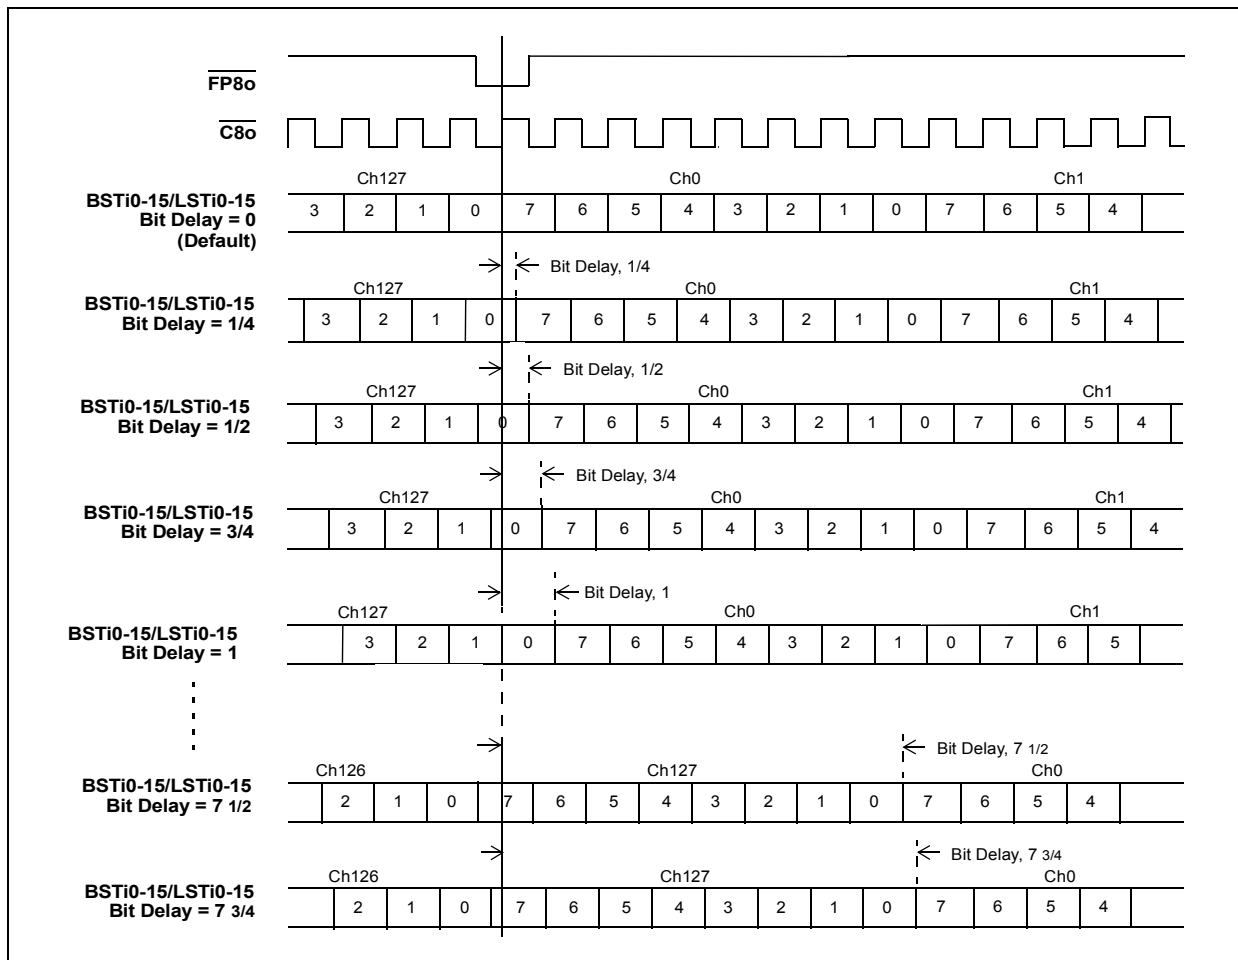 FP8o
C8o
Ch127 Ch0 Ch1
BSTi0-15/LSTi0-15
Bit Delay = 0
(Default)
3 2 1 0 7 6 5 4 3 2 1 0 7 6 5 4
Bit Delay, 1/4
Ch127 Ch0 Ch1
BSTi0-15/LSTi0-15
Bit Delay = 1/4
3 2 1 0 7 6 5 4 3 2 1 0 7 6 5 4
Bit Delay, 1/2
Ch127 Ch0 Ch1
BSTi0-15/LSTi0-15
Bit Delay = 1/2
3 2 1 0 7 6 5 4 3 2 1 0 7 6 5 4
Bit Delay, 3/4
Ch127 Ch0 Ch1
BSTi0-15/LSTi0-15
Bit Delay = 3/4
3 2 1 0 7 6 5 4 3 2 1 0 7 6 5 4
Bit Delay, 1
Ch127 Ch0 Ch1
BSTi0-15/LSTi0-15
Bit Delay = 1
3 2 1 0 7 6 5 4 3 2 1 0 7 6 5
Bit Delay, 7 1/2
Ch126 Ch127 Ch0
BSTi0-15/LSTi0-15
Bit Delay = 7 1/2
2 1 0 7 6 5 4 3 2 1 0 7 6 5 4
Bit Delay, 7 3/4
Ch126 Ch127 Ch0
BSTi0-15/LSTi0-15
Bit Delay = 7 3/4
2 1 0 7 6 5 4 3 2 1 0 7 6 5 4